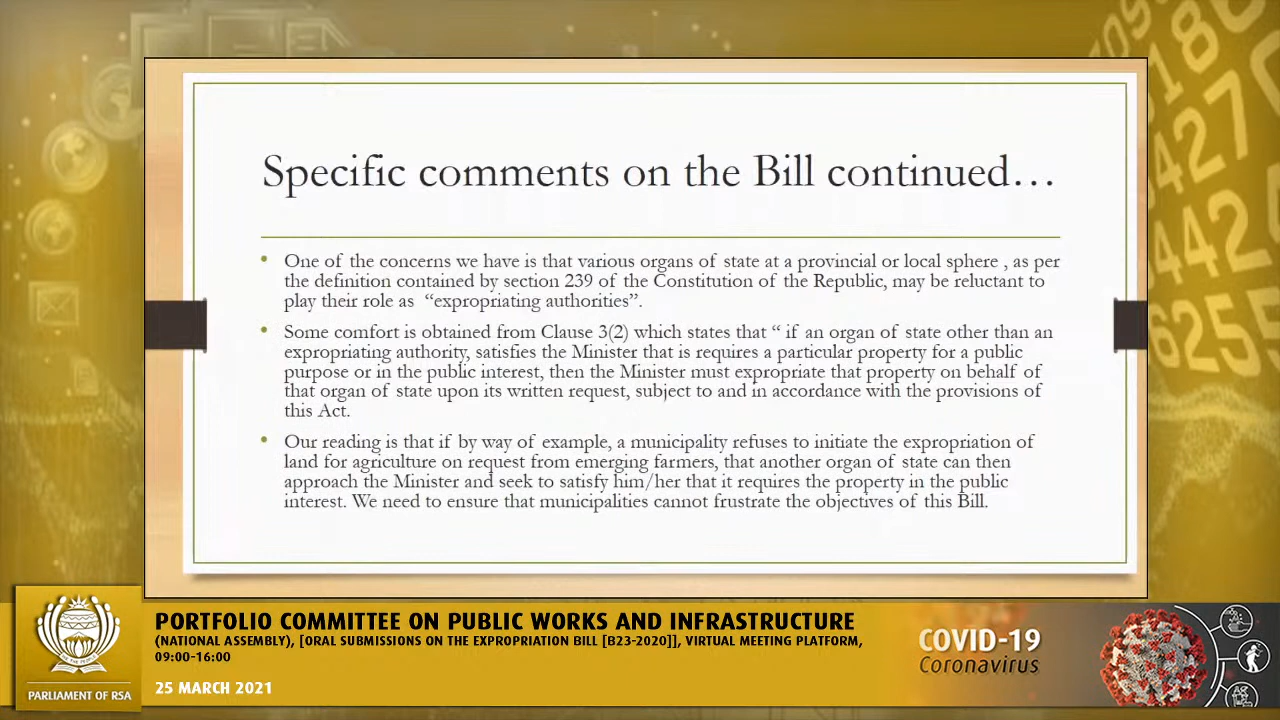 Specific comments on the Bill continued…
• One of the concerns we have is that various organs of state at a provincial or local sphere , as per
the definition contained by section 239 of the Constitution of the Republic, may be reluctant to
play their role as “expropriating authorities”.
• Some comfort is obtained from Clause 3(2) which states that “ if an organ of state other than an
expropriating authority, satisfies the Minister that is requires a particular property for a public
purpose or in the public interest, then the Minister must expropriate that property on behalf of
that organ of state upon its written request, subject to and in accordance with the provisions of
this Act.
• Our reading is that if by way of example, a municipality refuses to initiate the expropriation of
land for agriculture on request from emerging farmers, that another organ of state can then
approach the Minister and seek to satisfy him/her that it requires the property in the public
interest. We need to ensure that municipalities cannot frustrate the objectives of this Bill.
PORTFOLIO COMMITTEE ON PUBLIC WORKS AND INFRASTRUCTURE
(NATIONAL ASSEMBLY), [ORAL SUBMISSIONS ON THE EXPROPRIATION BILL [B23-2020]], VIRTUAL MEETING PLATFORM,
09:00-16:00
25 MARCH 2021
PARLIAMENT OF RSA
COVID-19
Coronavirus